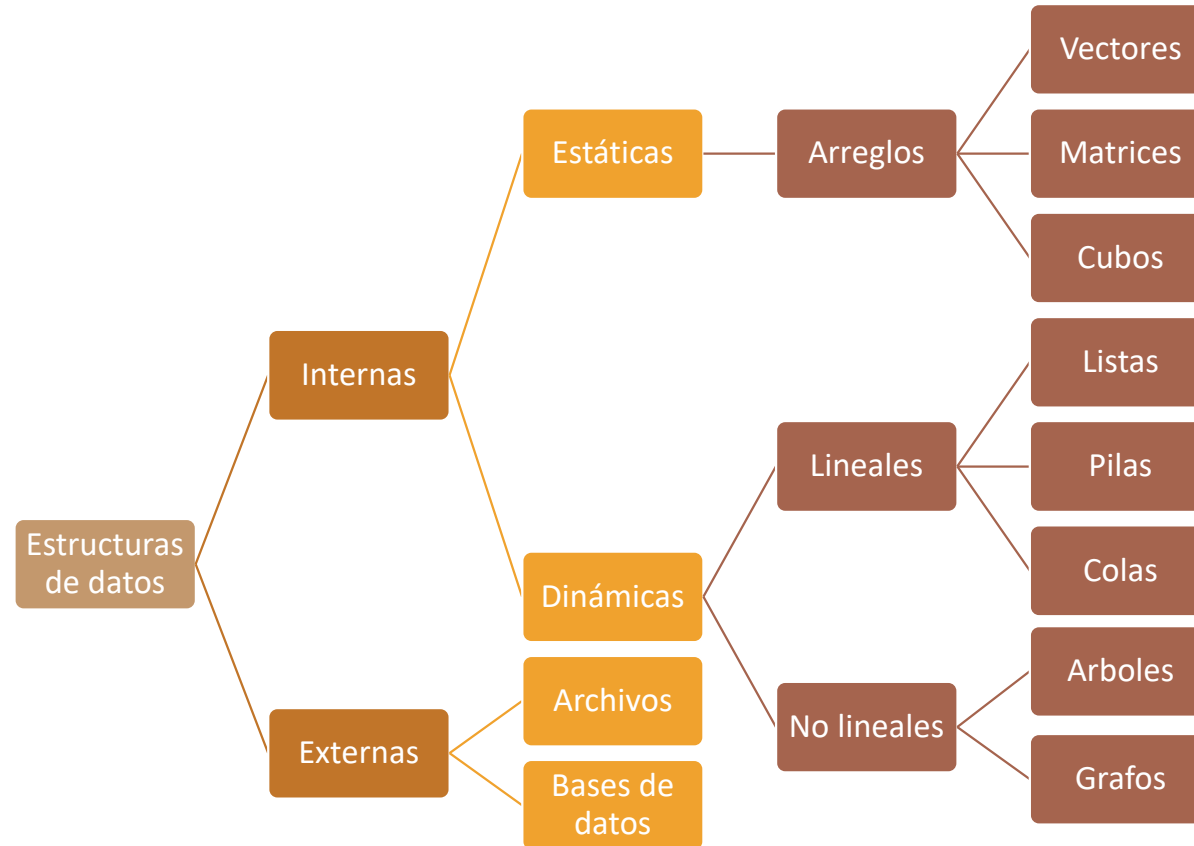 Estructuras
de datos
Internas
Estáticas
Arreglos
Vectores
Matrices
Cubos
Dinámicas
Lineales
Listas
Pilas
Colas
No lineales
Arboles
Grafos
Externas
Archivos
Bases de
datos